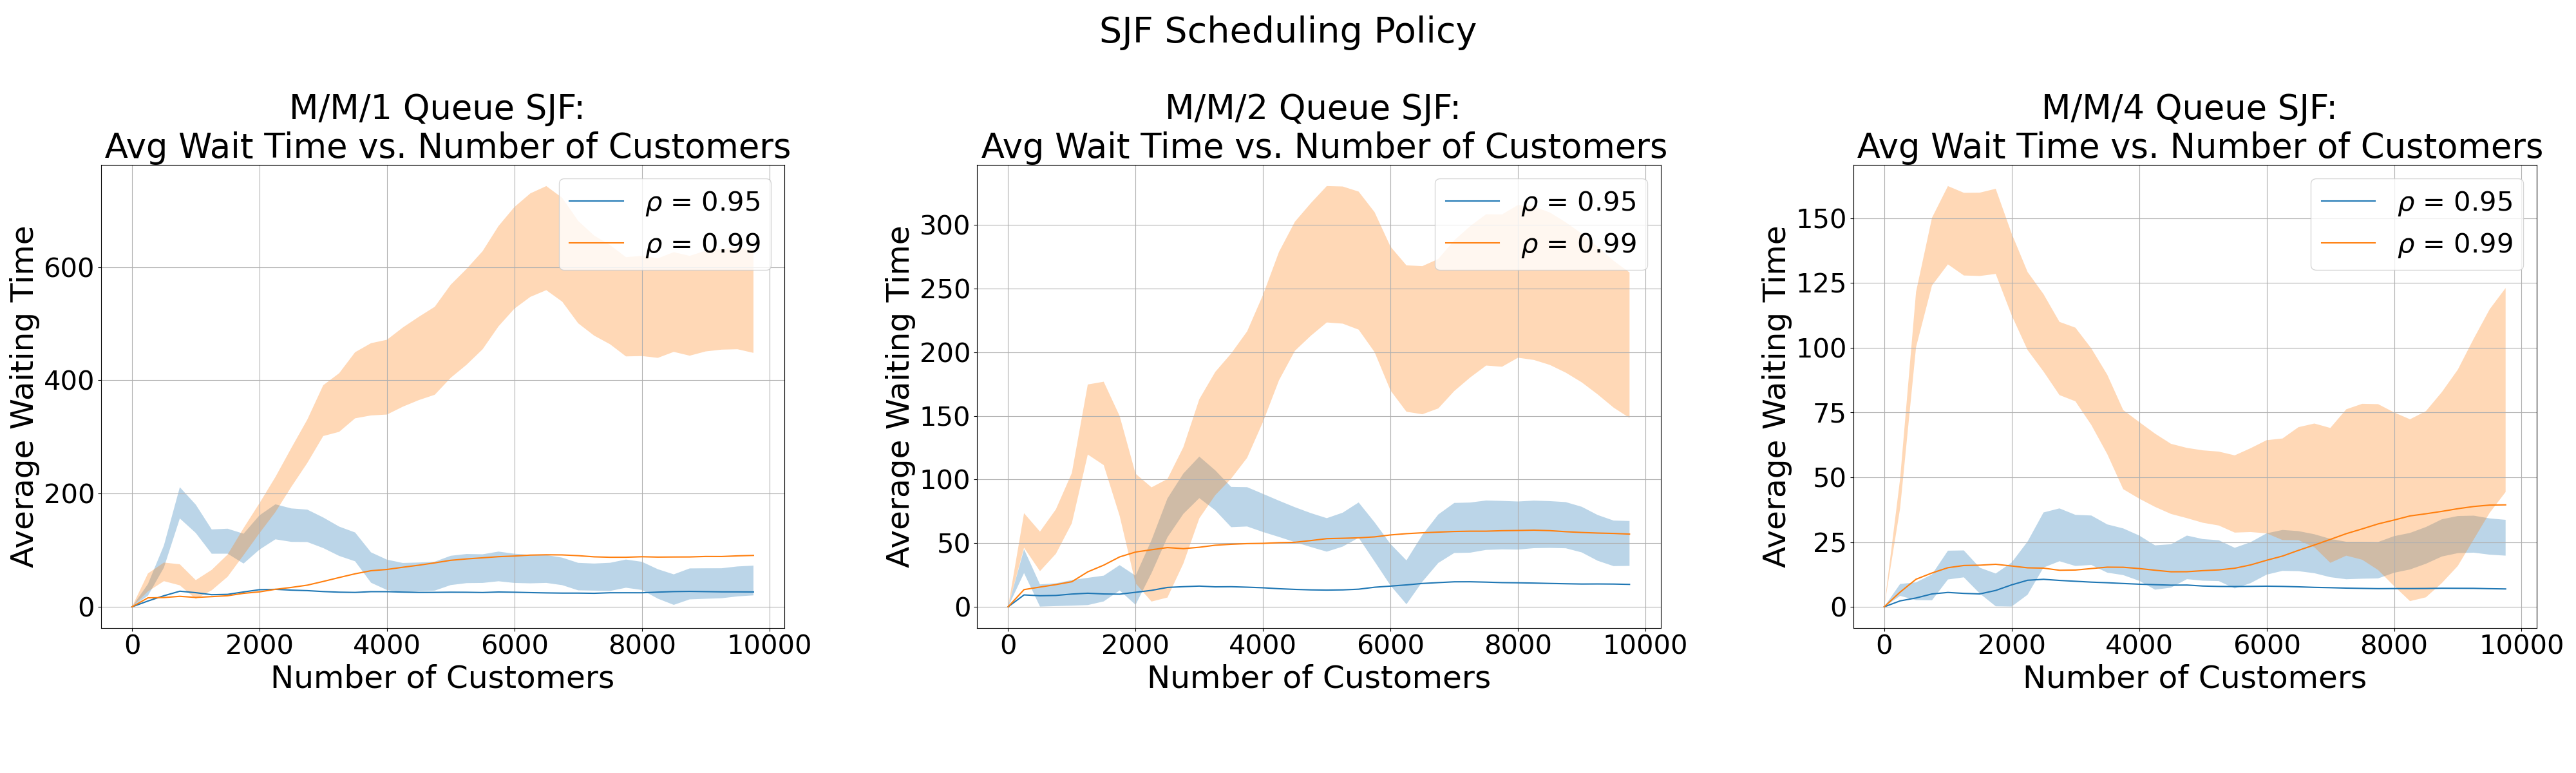 SJF Scheduling Policy
M/M/1 Queue SJF:
Avg Wait Time vs. Number of Customers
ρ = 0.95
ρ = 0.99
600
400
200
0
Average Waiting Time
0 2000 4000 6000 8000 10000
Number of Customers
M/M/2 Queue SJF:
Avg Wait Time vs. Number of Customers
ρ = 0.95
ρ = 0.99
300
250
200
150
100
50
0
Average Waiting Time
0 2000 4000 6000 8000 10000
Number of Customers
M/M/4 Queue SJF:
Avg Wait Time vs. Number of Customers
ρ = 0.95
ρ = 0.99
150
125
100
75
50
25
0
Average Waiting Time
0 2000 4000 6000 8000 10000
Number of Customers